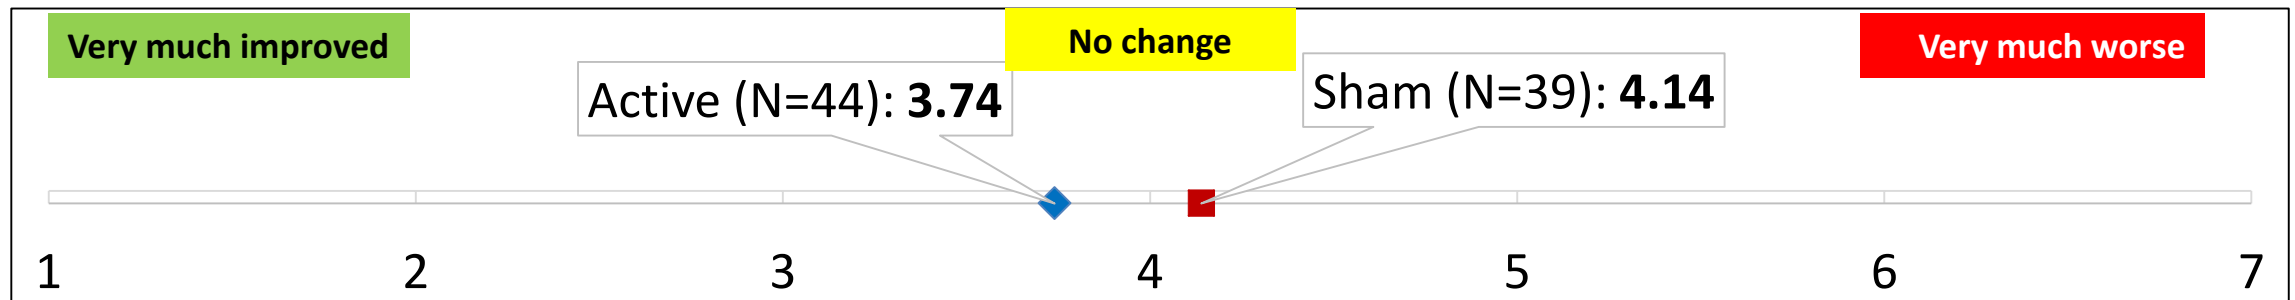 Very much improved
No change
Very much worse
Active (N=44): 3.74
Sham (N=39): 4.14
1 2 3 4 5 6 7